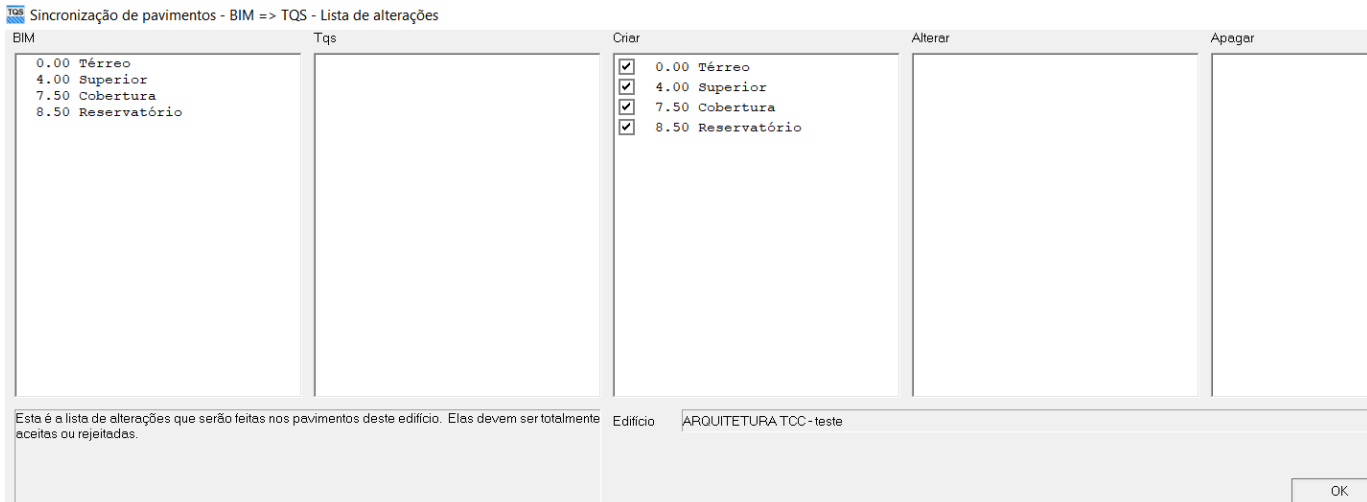 TQS Sincronização de pavimentos - BIM => TQS - Lista de alterações
BIM
Tqs
Criar
Alterar
Apagar
0.00 Térreo
4.00 Superior
7.50 Cobertura
8.50 Reservatório
0.00 Térreo
4.00 Superior
7.50 Cobertura
8.50 Reservatório
Esta é a lista de alterações que serão feitas nos pavimentos deste edifício. Elas devem ser totalmente
aceitas ou rejeitadas.
Edifício
ARQUITETURA TCC - teste
OK